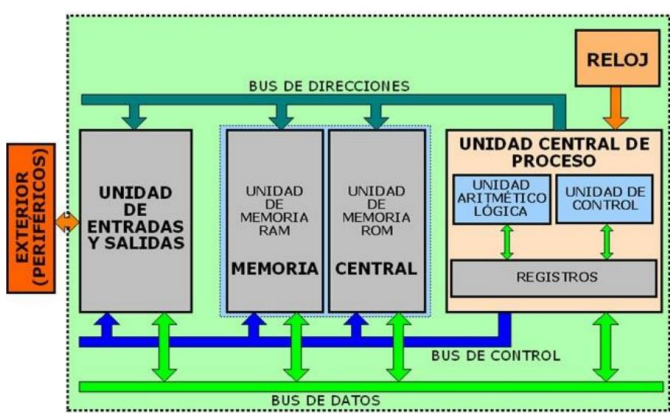 RELOJ
BUS DE DIRECCIONES
EXTERIOR
(PERIFÉRICOS)
UNIDAD
DE
ENTRADAS
Y SALIDAS
UNIDAD
DE
MEMORIA
RAM
MEMORIA
UNIDAD
DE
MEMORIA
ROM
CENTRAL
UNIDAD CENTRAL DE
PROCESO
UNIDAD
ARITMÉTICO
LÓGICA
UNIDAD DE
CONTROL
REGISTROS
BUS DE CONTROL
BUS DE DATOS